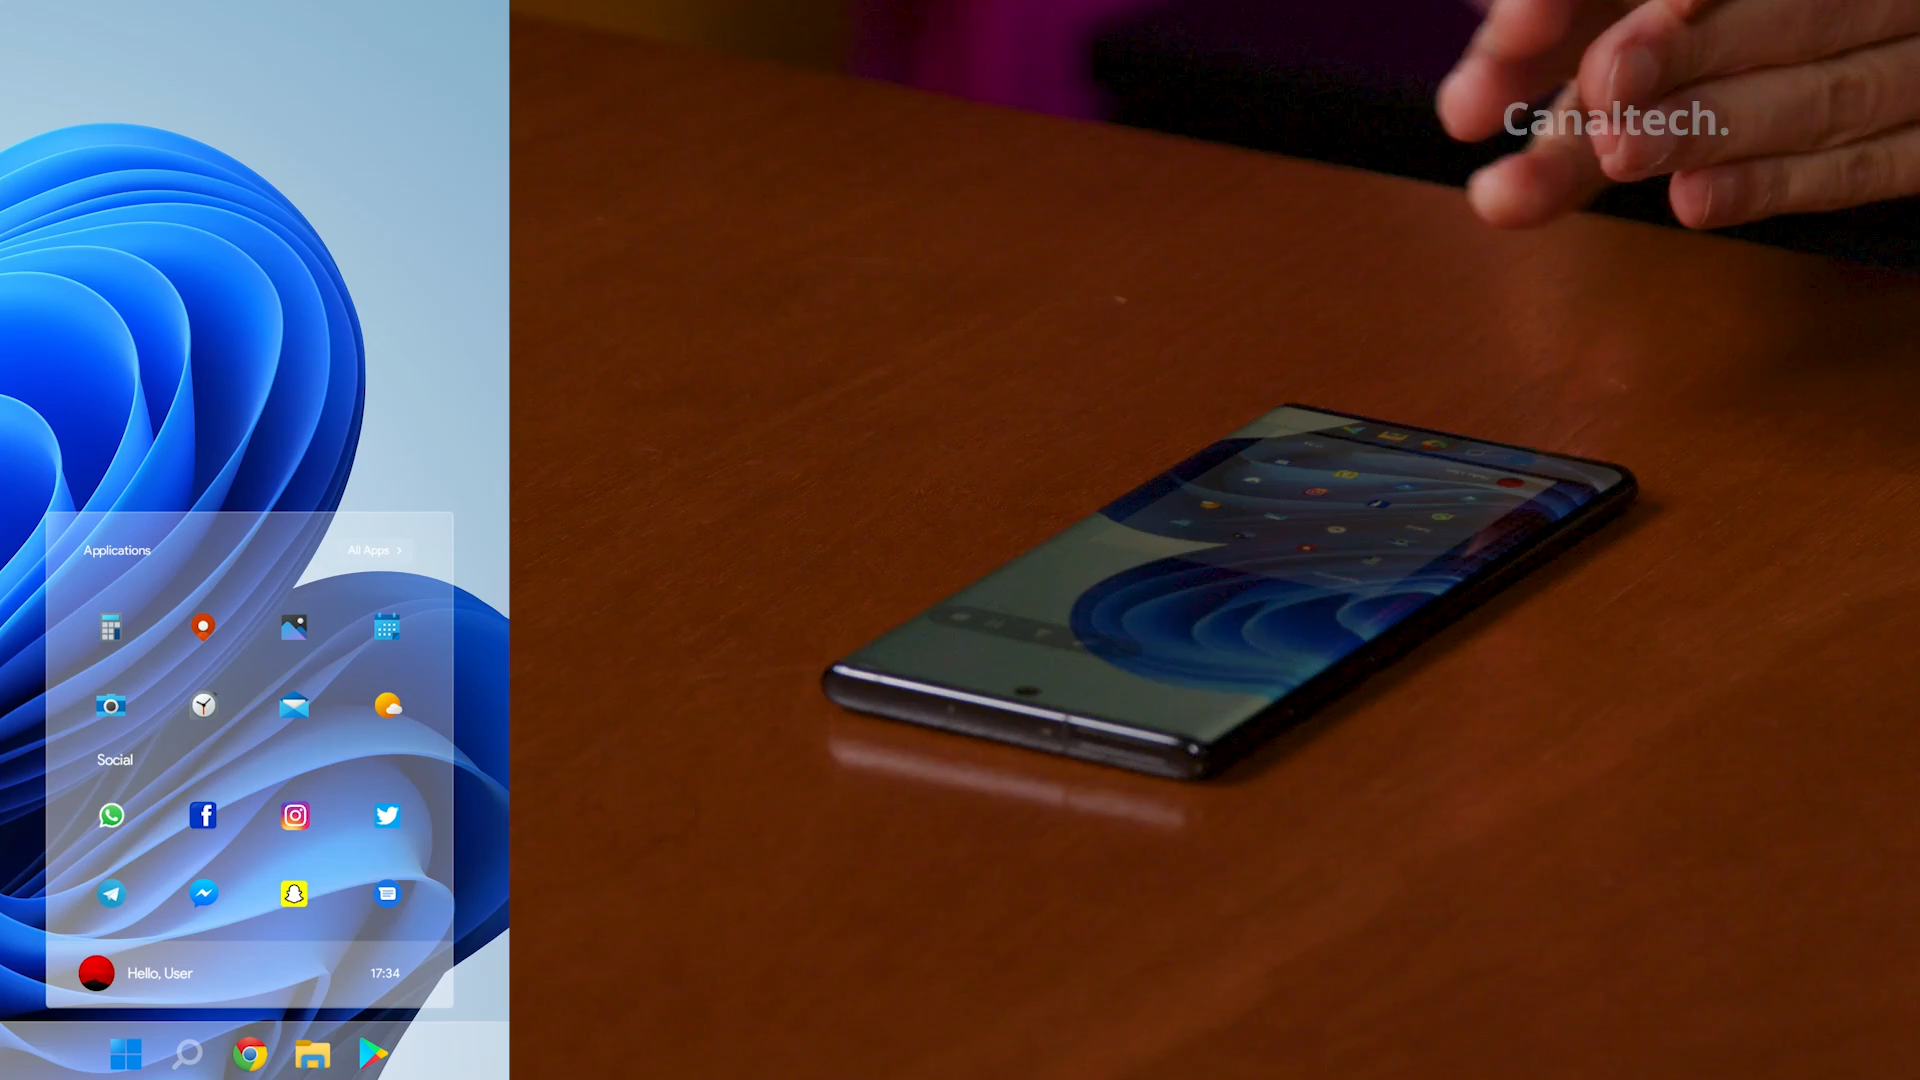 Canaltech.
Applications
All Apps >
Social
Hello, User
17:34